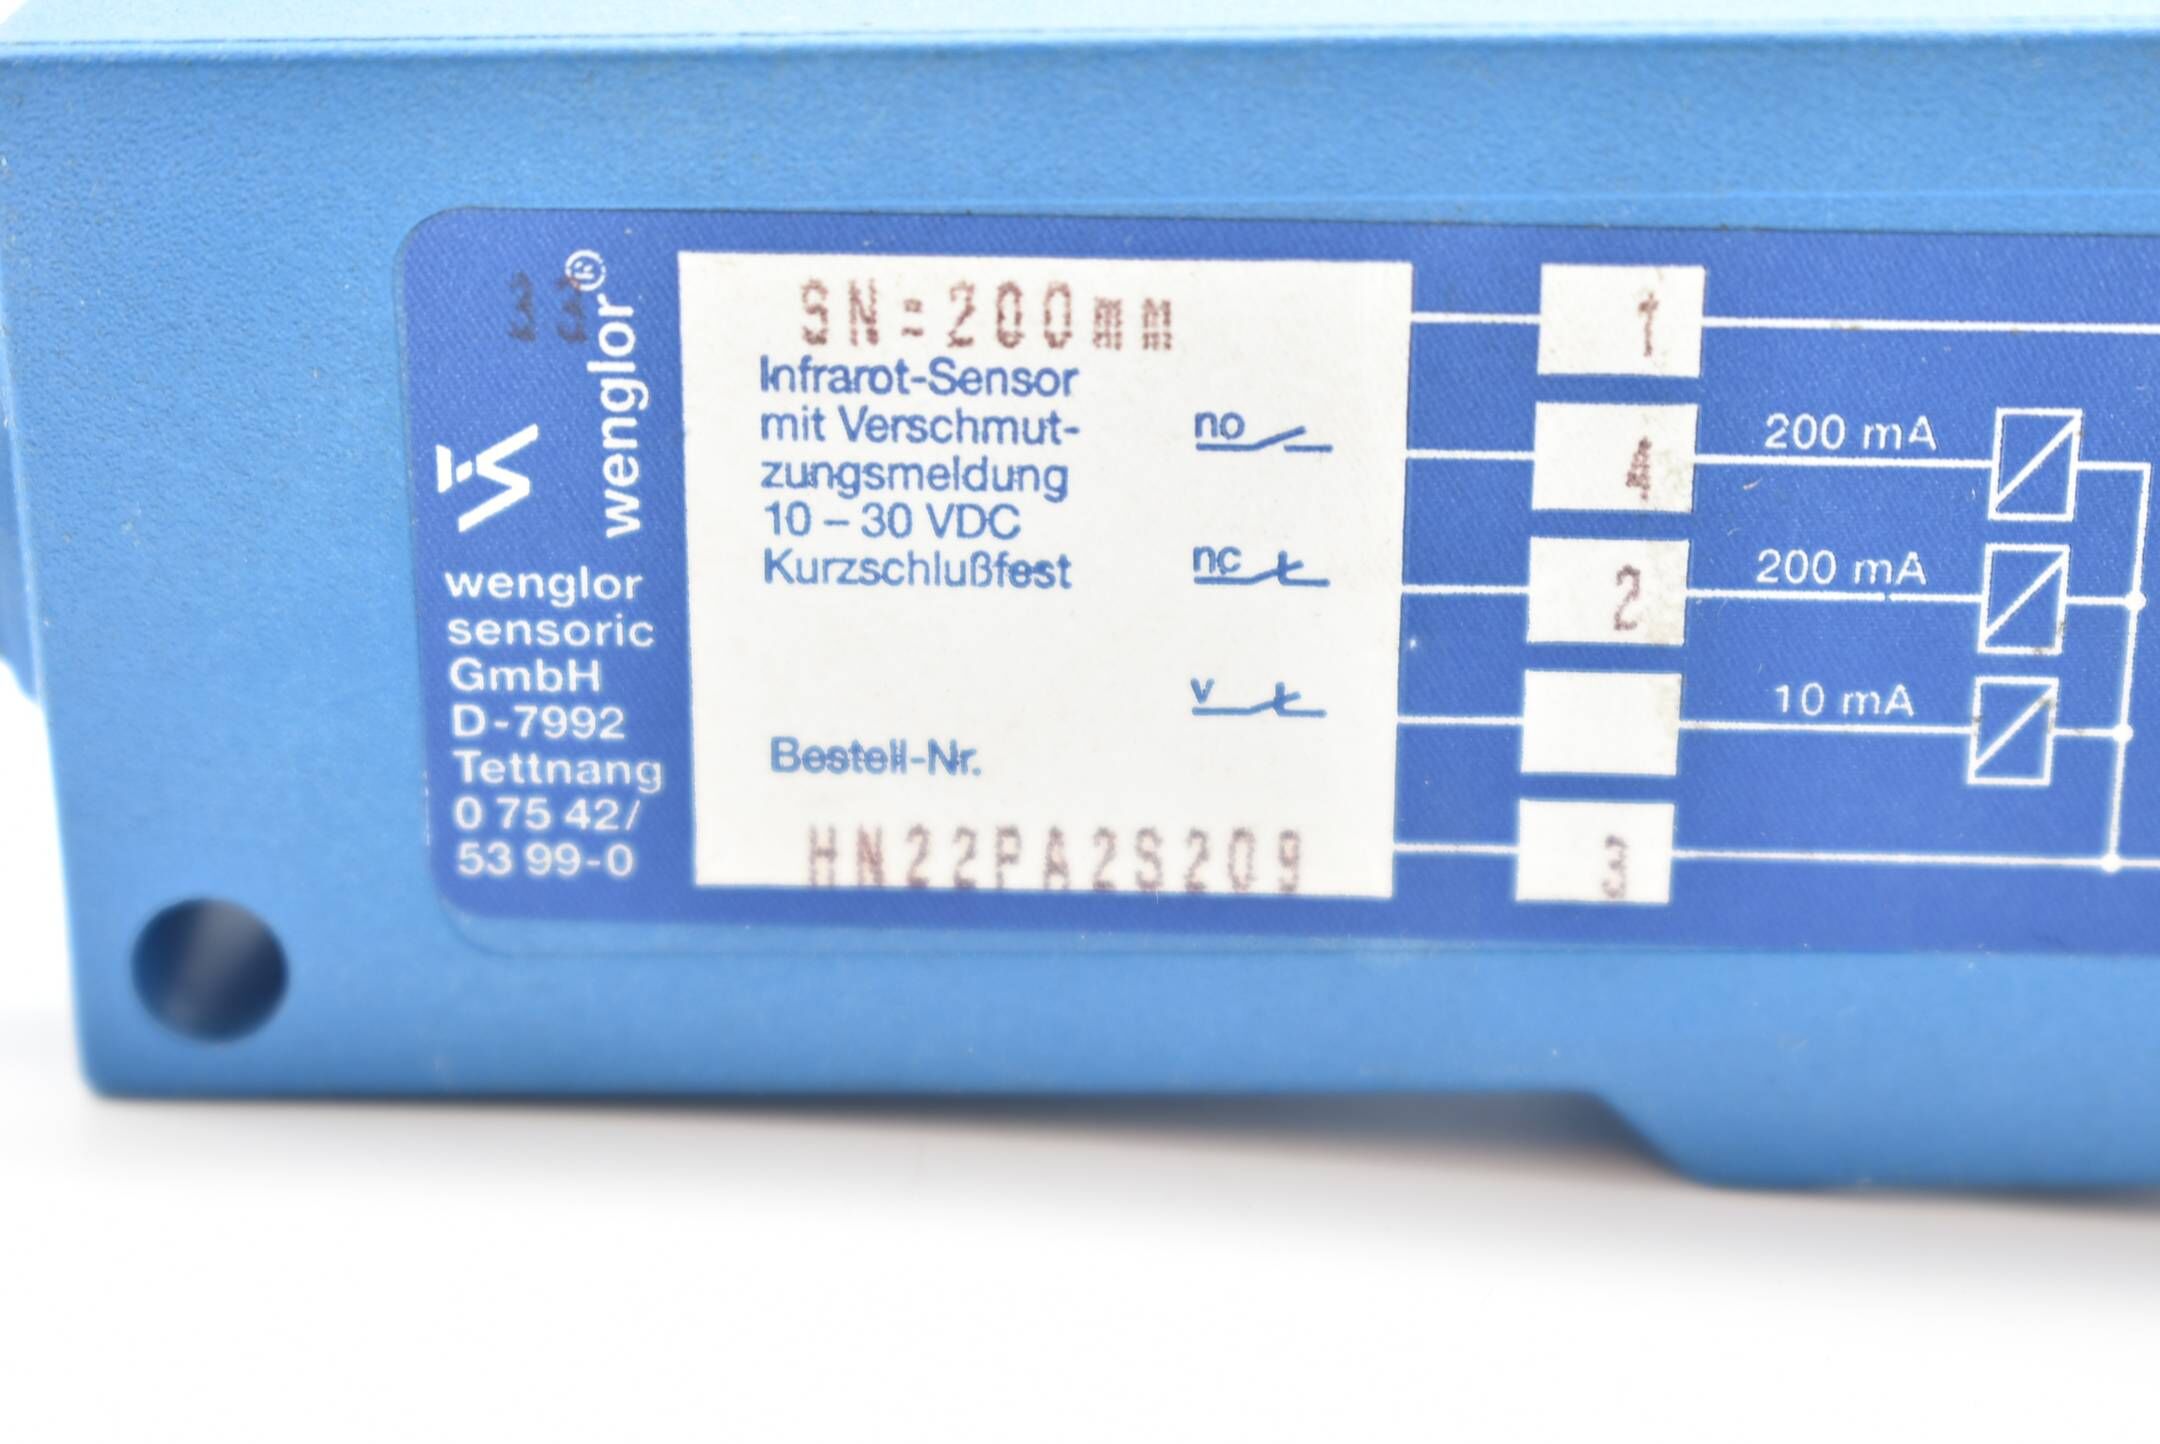 33
wenglor®
wenglor
sensoric
GmbH
D-7992
Tettnang
0 75 42/
53 99-0
SN=200mm
Infrarot-Sensor
mit Verschmut-
zungsmeldung
10 – 30 VDC
Kurzschlußfest
Bestell-Nr.
HN22PA2S209
no
nc
v
1
4
2
3
200 mA
200 mA
10 mA